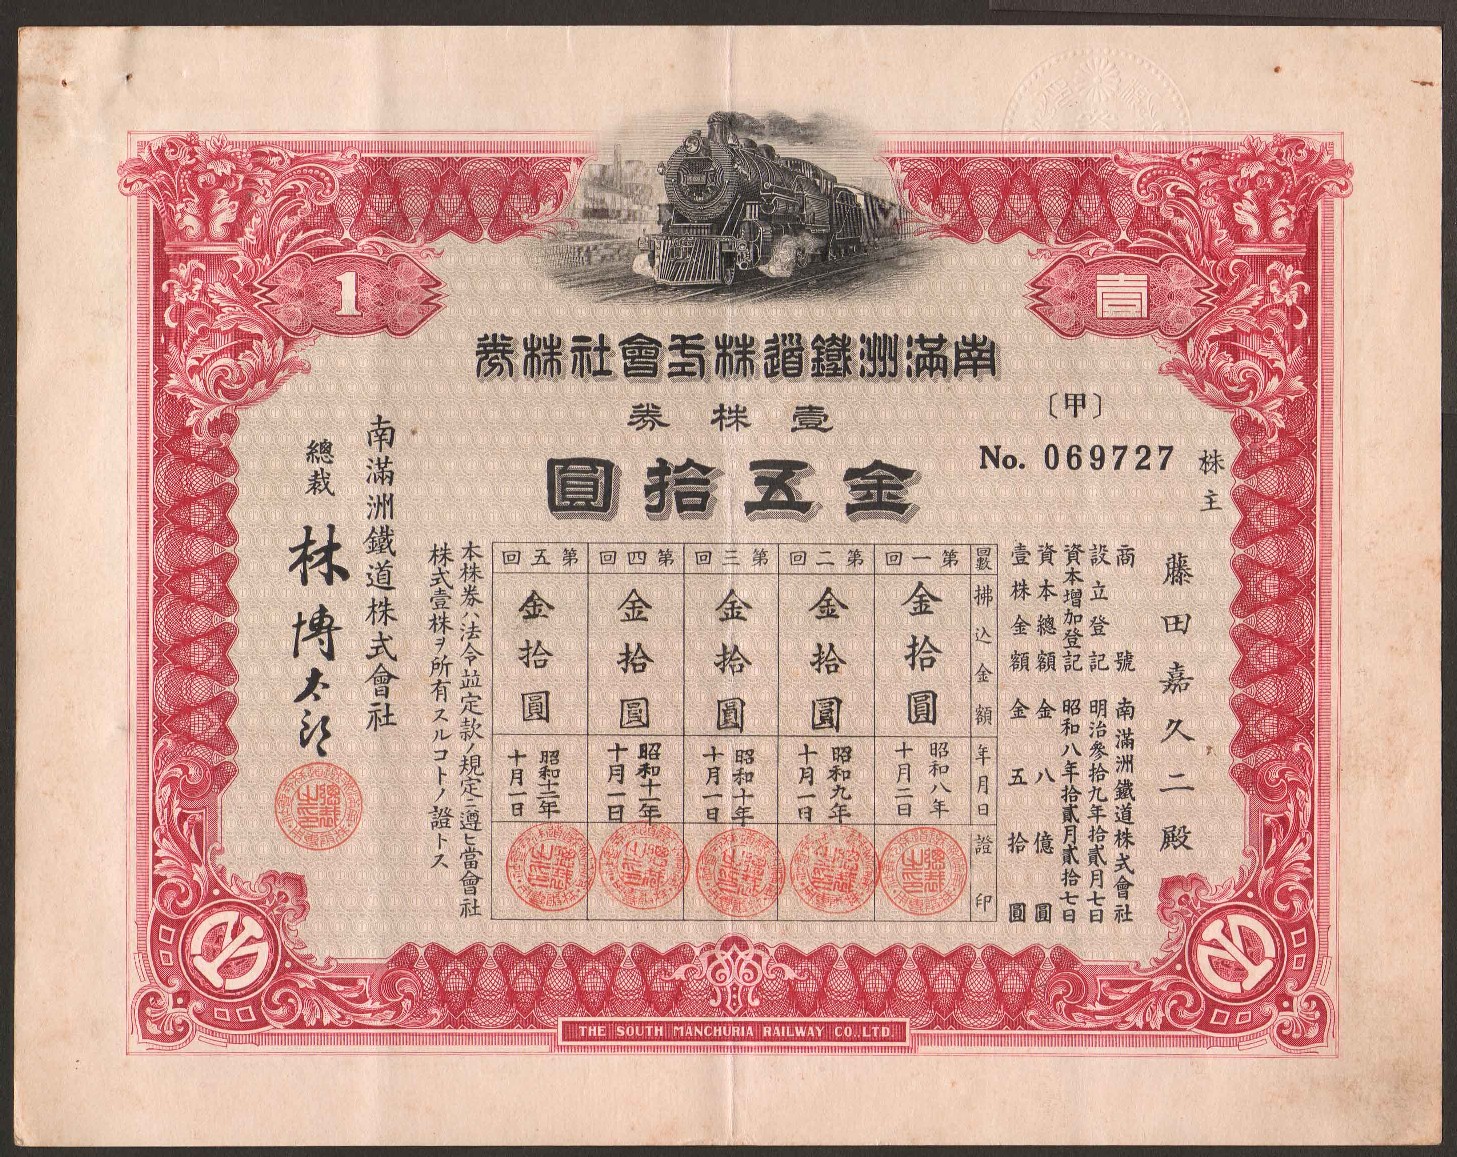 1
壹
南滿洲鐵道株式會社株券
壹株券
金五拾圓
〔甲〕
No. 069727
株主
藤田嘉久二殿
商號 南滿洲鐵道株式會社
設立登記 明治參拾九年拾貳月七日
資本增加登記 昭和八年拾貳月貳拾七日
資本總額 金八億圓
壹株金額 金五拾圓
回數 拂込金額 年月日 證印
第一回 金拾圓 昭和八年十月二日
第二回 金拾圓 昭和九年十月一日
第三回 金拾圓 昭和十年十月一日
第四回 金拾圓 昭和十一年十月一日
第五回 金拾圓 昭和十二年十月一日
本株券ハ法令竝定款ノ規定ニ遵ヒ當會社
株式壹株ヲ所有スルコトノ證トス
南滿洲鐵道株式會社
總裁 林博太郎
THE SOUTH MANCHURIA RAILWAY CO., LTD.